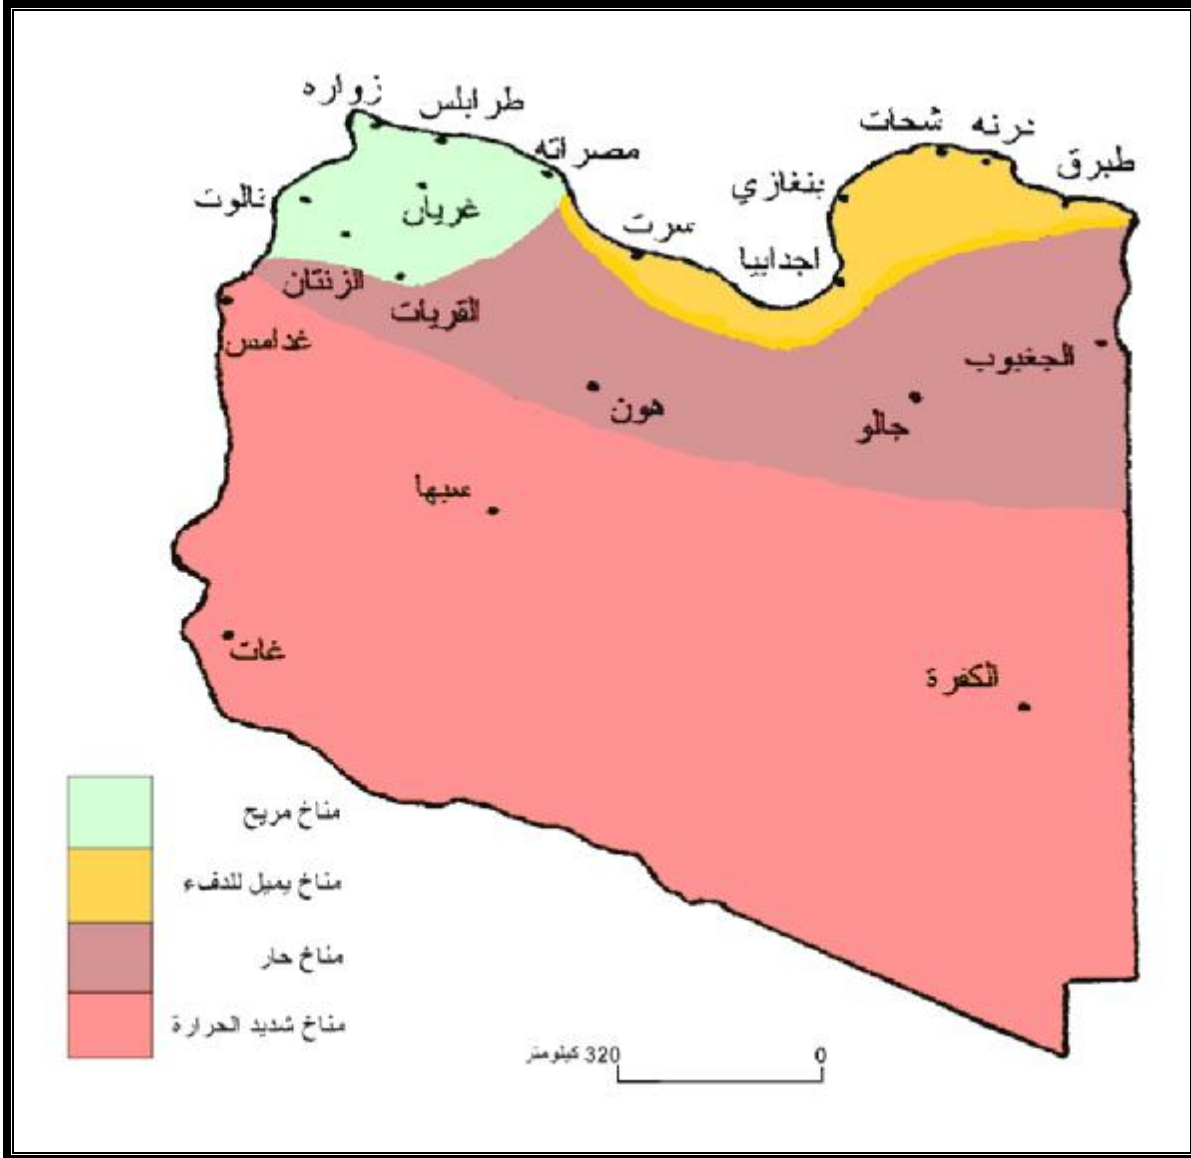 زواره
طرابلس
مصراته
شحات
درنه
طبرق
نالوت
غريان
بنغازي
سرت
اجدابيا
الزنتان
القريات
غدامس
الجغبوب
هون
جالو
سبها
غات
الكفرة
مناخ مريح
مناخ يميل للدفء
مناخ حار
مناخ شديد الحرارة
320 كيلومتر
0